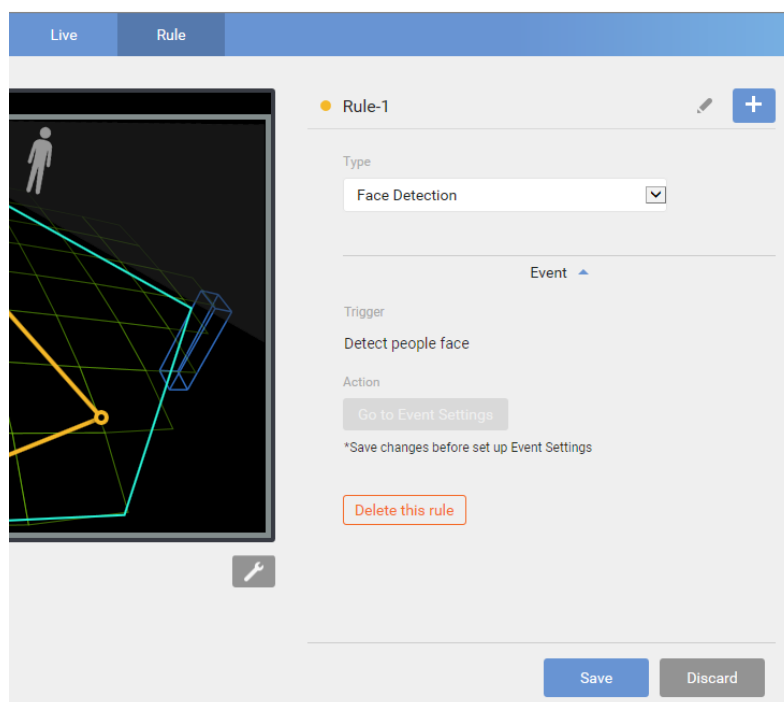 Live
Rule
Rule-1
Type
Face Detection
Event
Trigger
Detect people face
Action
Go to Event Settings
*Save changes before set up Event Settings
Delete this rule
Save
Discard